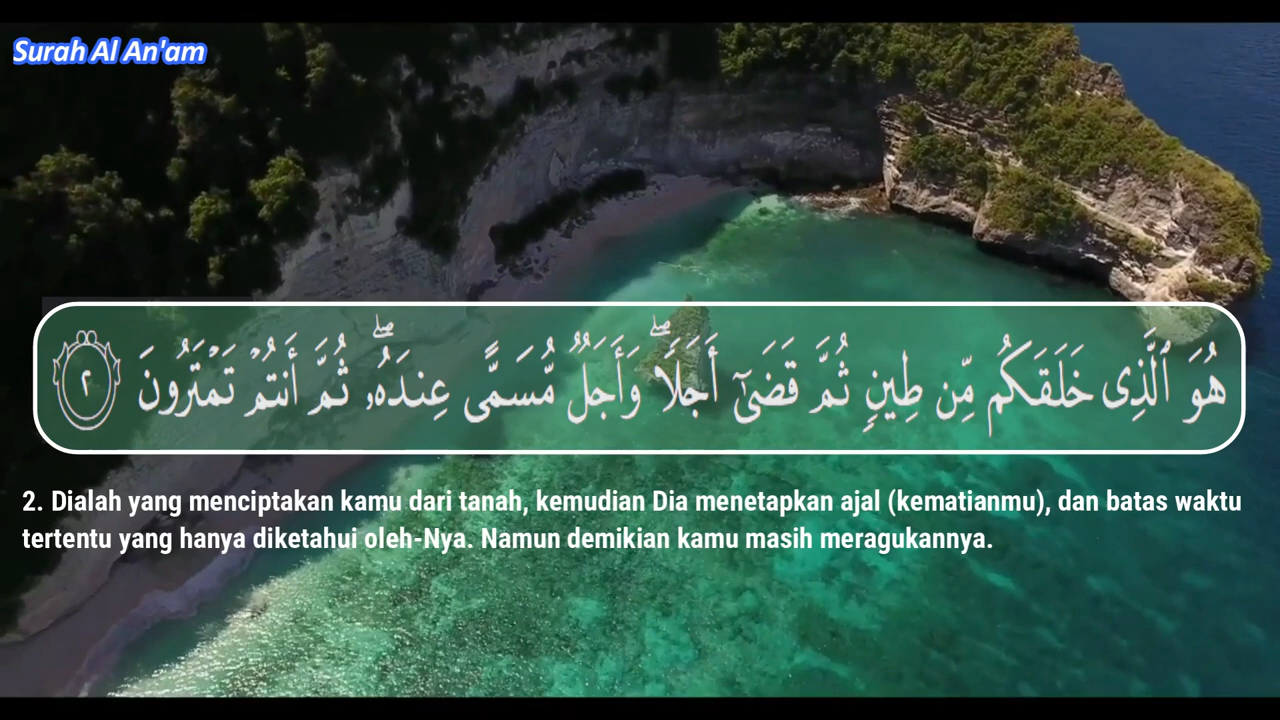 Surah Al An'am
هُوَ ٱلَّذِى خَلَقَكُم مِّن طِينٍ ثُمَّ قَضَىٰٓ أَجَلًا ۖ وَأَجَلٌ مُّسَمًّى عِندَهُۥ ۖ ثُمَّ أَنتُمْ تَمْتَرُونَ ٢
2. Dialah yang menciptakan kamu dari tanah, kemudian Dia menetapkan ajal (kematianmu), dan batas waktu
tertentu yang hanya diketahui oleh-Nya. Namun demikian kamu masih meragukannya.